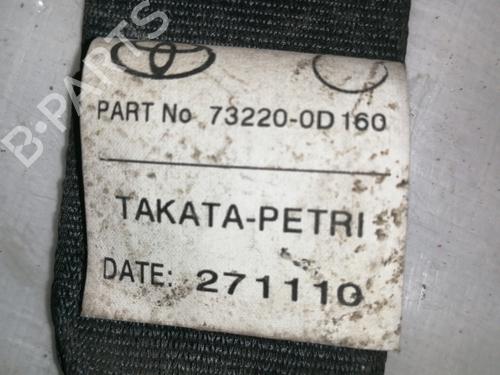 PART No 73220-0D160
TAKATA-PETRI
DATE: 271110
B-PARTS